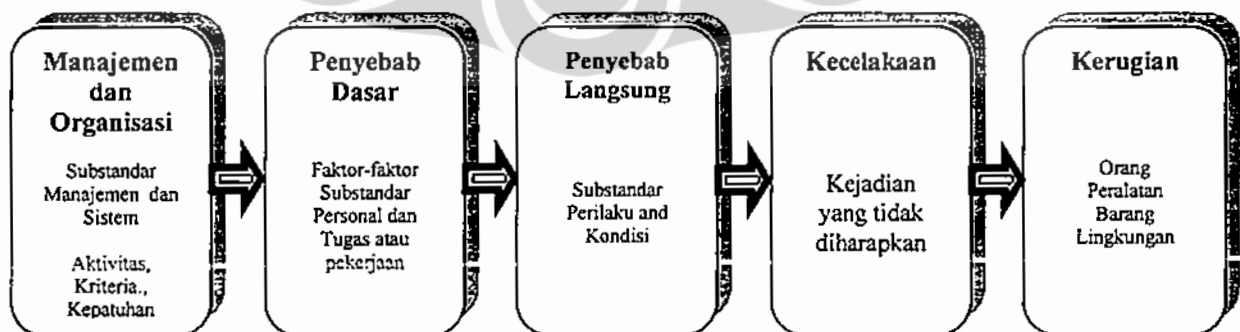 Manajemen
dan
Organisasi
Substandar
Manajemen dan
Sistem
Aktivitas,
Kriteria.,
Kepatuhan
Penyebab
Dasar
Faktor-faktor
Substandar
Personal dan
Tugas atau
pekerjaan
Penyebab
Langsung
Substandar
Perilaku and
Kondisi
Kecelakaan
Kejadian
yang tidak
diharapkan
Kerugian
Orang
Peralatan
Barang
Lingkungan